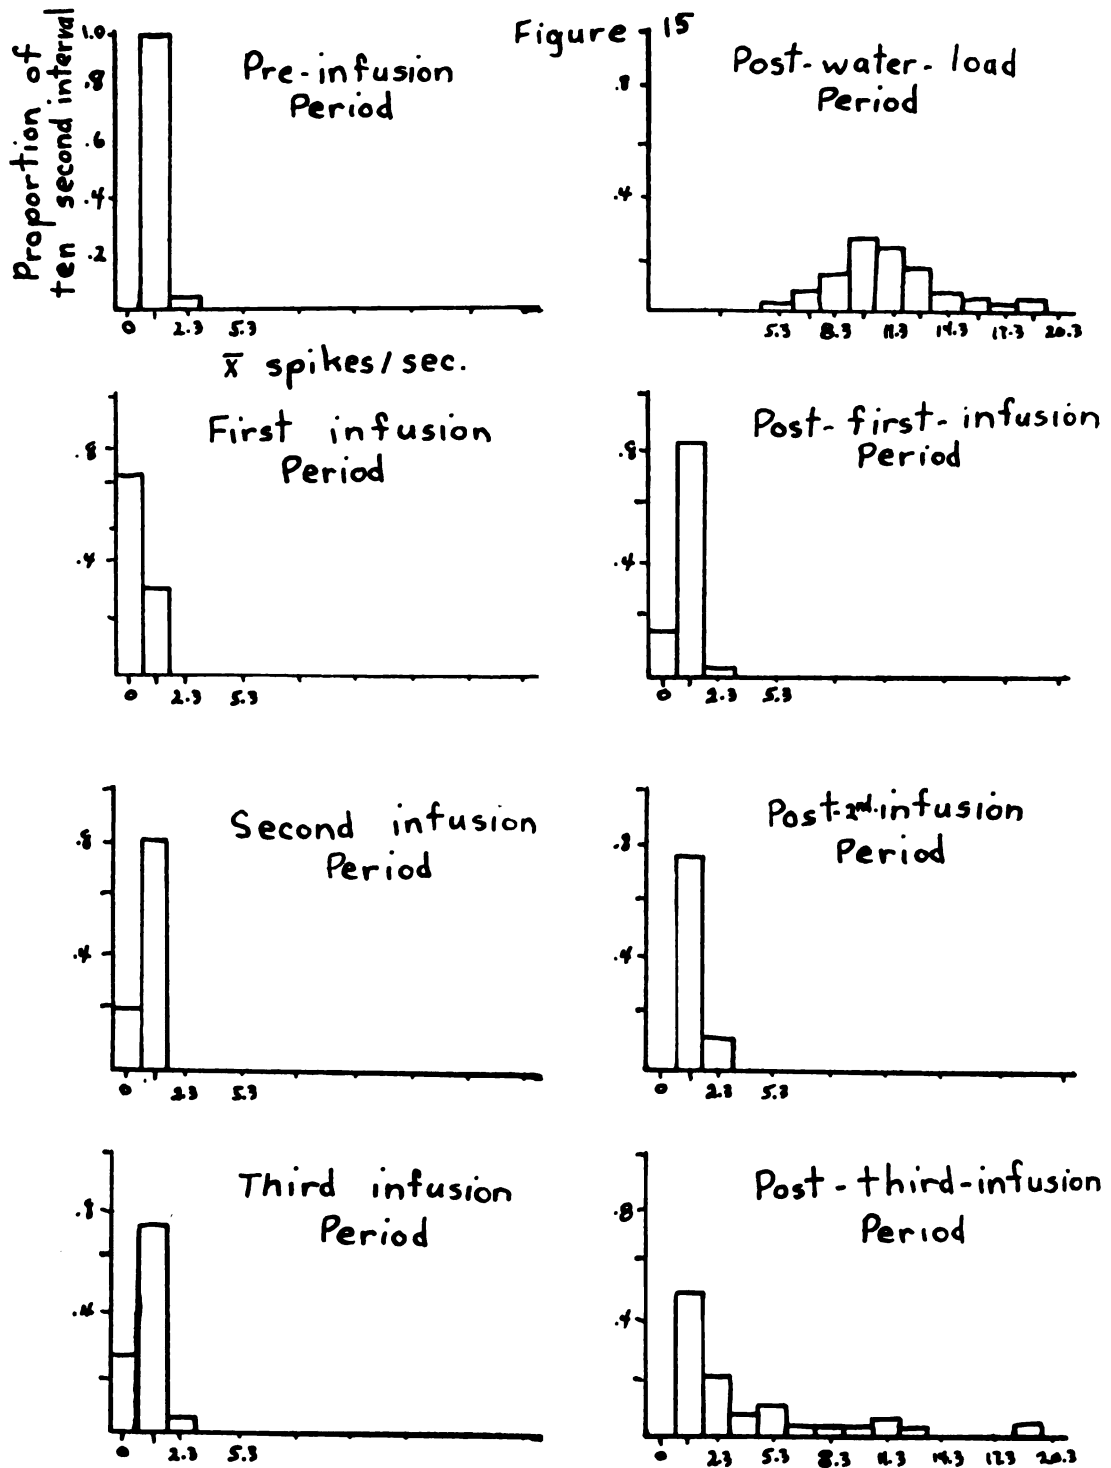 Figure 15
Proportion of
ten second interval
1.0
.8
.6
.4
.2
Pre-infusion
Period
0 2.3 5.3
x̄ spikes/sec.
Post-water-load
Period
.8
.4
5.3 8.3 11.3 14.3 17.3 20.3
First infusion
Period
.8
.4
0 2.3 5.3
Post-first-infusion
Period
.8
.4
0 2.3 5.3
Second infusion
Period
.8
.4
0 23 5.3
Post-2nd-infusion
Period
.8
.4
0 2.3 5.3
Third infusion
Period
.8
.4
0 2.3 5.3
Post-third-infusion
Period
.8
.4
0 23 5.3 8.3 11.3 14.3 17.3 20.3